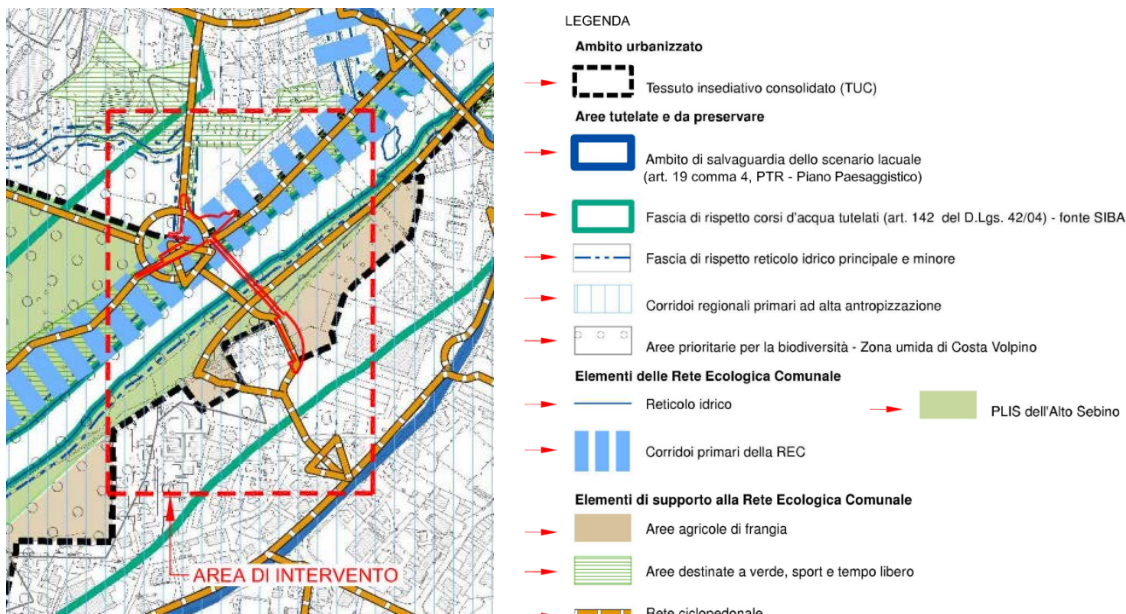 LEGENDA
Ambito urbanizzato
Tessuto insediativo consolidato (TUC)
Aree tutelate e da preservare
Ambito di salvaguardia dello scenario lacuale
(art. 19 comma 4, PTR - Piano Paesaggistico)
Fascia di rispetto corsi d'acqua tutelati (art. 142 del D.Lgs. 42/04) - fonte SIBA
Fascia di rispetto reticolo idrico principale e minore
Corridoi regionali primari ad alta antropizzazione
Aree prioritarie per la biodiversità - Zona umida di Costa Volpino
Elementi delle Rete Ecologica Comunale
Reticolo idrico
PLIS dell'Alto Sebino
Corridoi primari della REC
Elementi di supporto alla Rete Ecologica Comunale
Aree agricole di frangia
Aree destinate a verde, sport e tempo libero
Rete ciclopedonale
AREA DI INTERVENTO